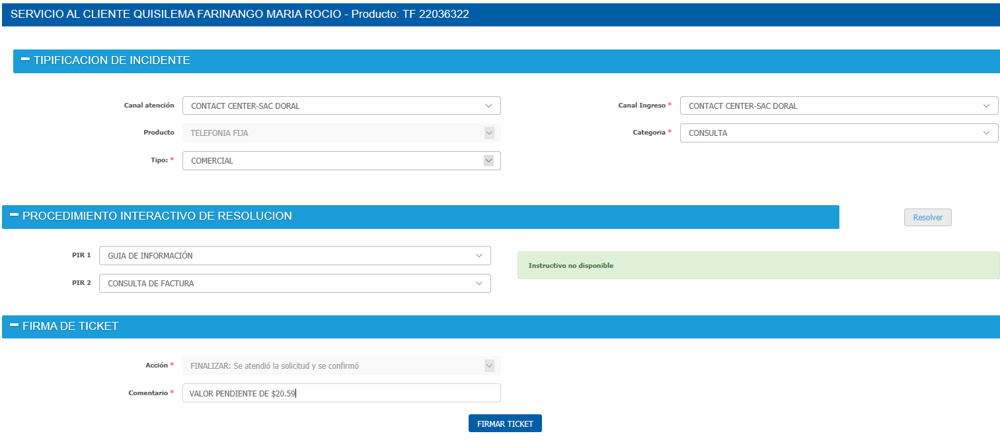 SERVICIO AL CLIENTE QUISILEMA FARINANGO MARIA ROCIO - Producto: TF 22036322
TIPIFICACION DE INCIDENTE
Canal atención CONTACT CENTER-SAC DORAL Canal Ingreso * CONTACT CENTER-SAC DORAL
Producto TELEFONIA FIJA Categoria * CONSULTA
Tipo: * COMERCIAL
PROCEDIMIENTO INTERACTIVO DE RESOLUCION Resolver
PIR 1 GUIA DE INFORMACIÓN Instructivo no disponible
PIR 2 CONSULTA DE FACTURA
FIRMA DE TICKET
Acción * FINALIZAR: Se atendió la solicitud y se confirmó
Comentario * VALOR PENDIENTE DE $20.59
FIRMAR TICKET